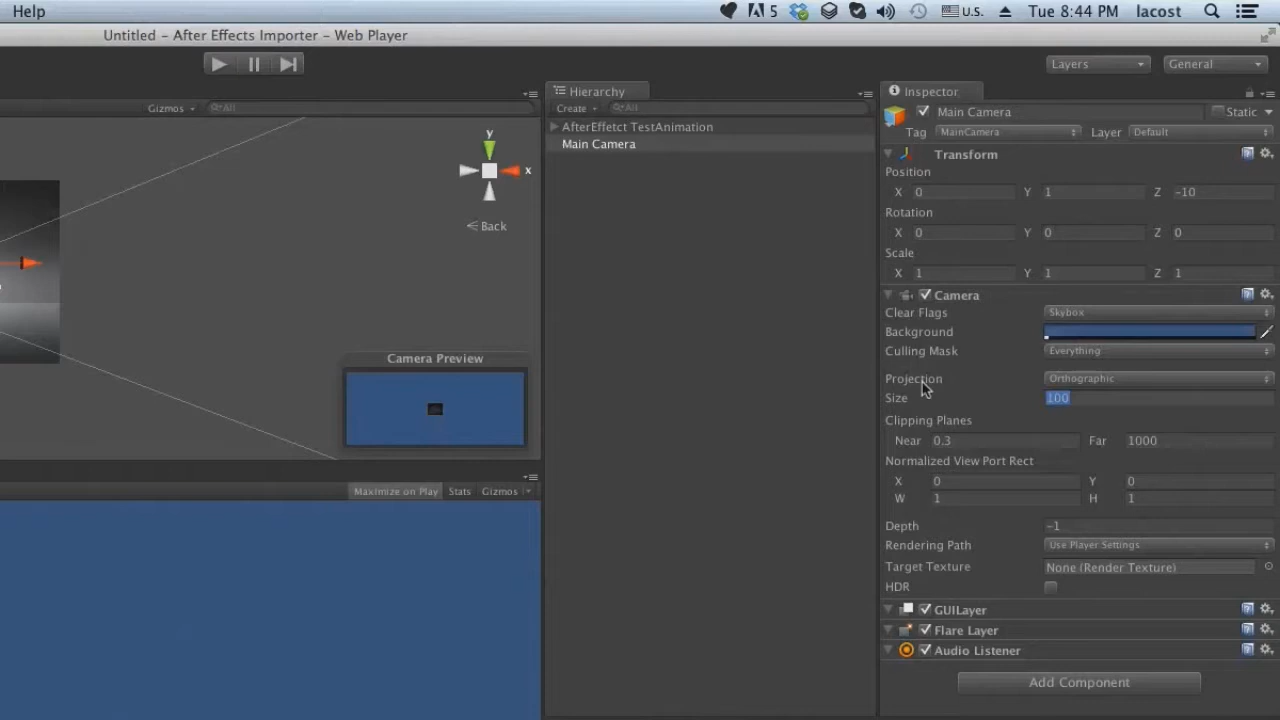 Help
5
U.S.
Tue 8:44 PM
lacost
Untitled - After Effects Importer - Web Player
Layers
General
Gizmos
All
Hierarchy
Create
All
AfterEffetct TestAnimation
Main Camera
y
x
Back
Camera Preview
Maximize on Play
Stats
Gizmos
Inspector
Main Camera
Static
Tag
MainCamera
Layer
Default
Transform
Position
X 0 Y 1 Z -10
Rotation
X 0 Y 0 Z 0
Scale
X 1 Y 1 Z 1
Camera
Clear Flags
Skybox
Background
Culling Mask
Everything
Projection
Orthographic
Size
100
Clipping Planes
Near 0.3 Far 1000
Normalized View Port Rect
X 0 Y 0
W 1 H 1
Depth
-1
Rendering Path
Use Player Settings
Target Texture
None (Render Texture)
HDR
GUILayer
Flare Layer
Audio Listener
Add Component